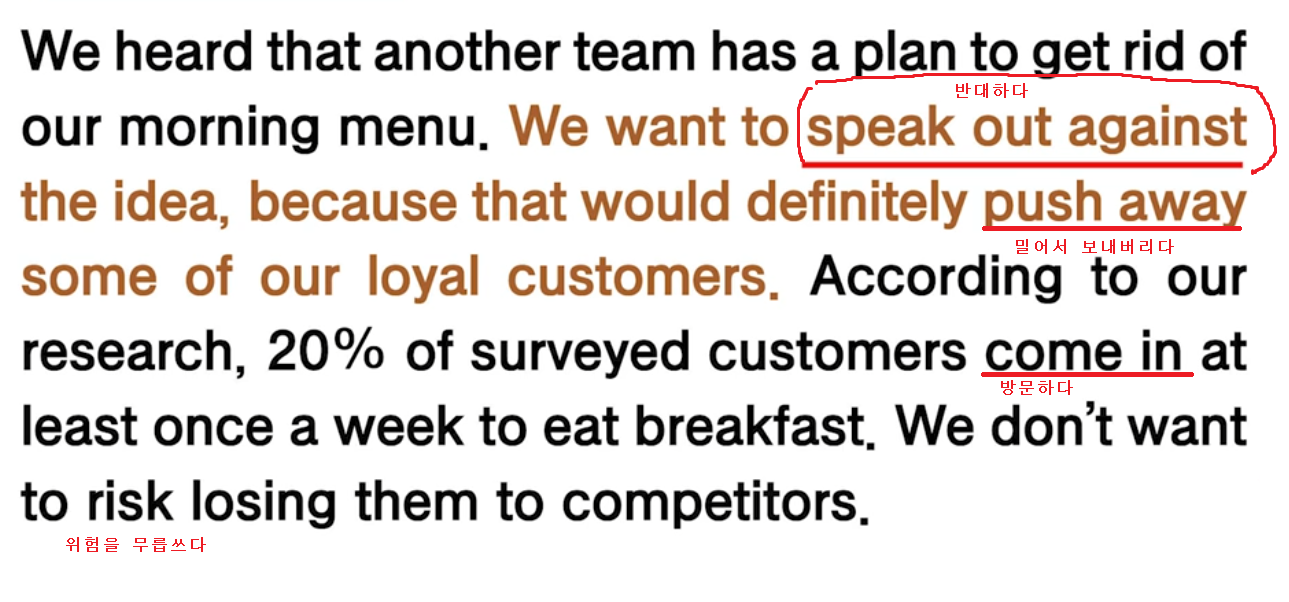 We heard that another team has a plan to get rid of
반대하다
our morning menu. We want to speak out against
the idea, because that would definitely push away
밀어서 보내버리다
some of our loyal customers. According to our
research, 20% of surveyed customers come in at
방문하다
least once a week to eat breakfast. We don't want
to risk losing them to competitors.
위험을 무릅쓰다